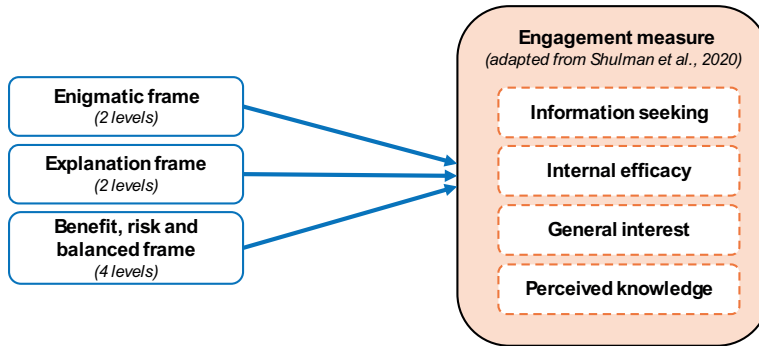 Enigmatic frame
(2 levels)
Explanation frame
(2 levels)
Benefit, risk and
balanced frame
(4 levels)
Engagement measure
(adapted from Shulman et al., 2020)
Information seeking
Internal efficacy
General interest
Perceived knowledge